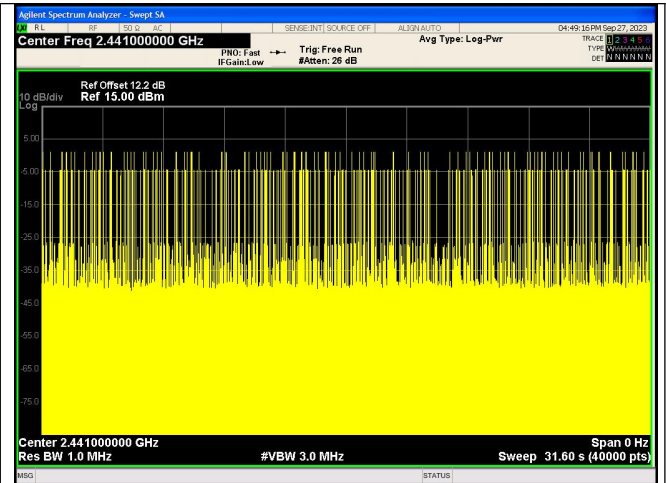 Agilent Spectrum Analyzer - Swept SA
RL RF 50 Ω AC SENSE:INT SOURCE OFF ALIGN AUTO 04:49:16 PM Sep 27, 2023
Center Freq 2.441000000 GHz Avg Type: Log-Pwr TRACE 1 2 3 4 5 6
PNO: Fast Trig: Free Run TYPE
IFGain:Low #Atten: 26 dB DET N N N N N N
Ref Offset 12.2 dB
10 dB/div Ref 15.00 dBm
Log
5.00
-5.00
-15.0
-25.0
-35.0
-45.0
-55.0
-65.0
-75.0
Center 2.441000000 GHz Span 0 Hz
Res BW 1.0 MHz #VBW 3.0 MHz Sweep 31.60 s (40000 pts)
MSG STATUS